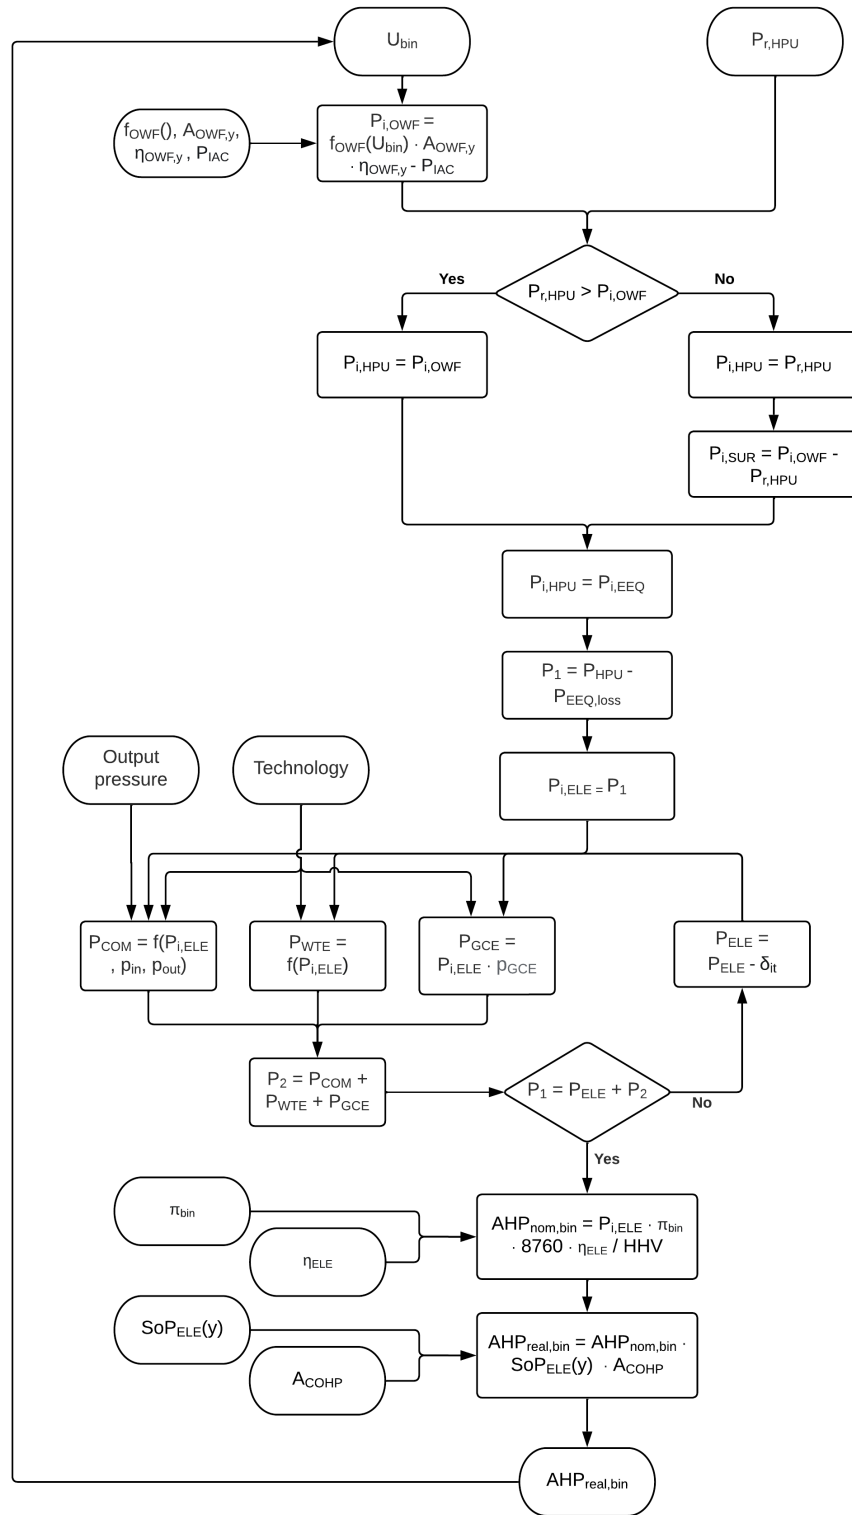 U_bin
P_r,HPU
f_OWF(), A_OWF,y,
η_OWF,y , P_IAC
P_i,OWF =
f_OWF(U_bin) · A_OWF,y
· η_OWF,y - P_IAC
Yes
P_r,HPU > P_i,OWF
No
P_i,HPU = P_i,OWF
P_i,HPU = P_r,HPU
P_i,SUR = P_i,OWF -
P_r,HPU
P_i,HPU = P_i,EEQ
P_1 = P_HPU -
P_EEQ,loss
Output
pressure
Technology
P_i,ELE = P_1
P_COM = f(P_i,ELE
, p_in, p_out)
P_WTE =
f(P_i,ELE)
P_GCE =
P_i,ELE · p_GCE
P_ELE =
P_ELE - δ_it
P_2 = P_COM +
P_WTE + P_GCE
P_1 = P_ELE + P_2
No
Yes
π_bin
η_ELE
AHP_nom,bin = P_i,ELE · π_bin
· 8760 · η_ELE / HHV
SoP_ELE(y)
A_COHP
AHP_real,bin = AHP_nom,bin ·
SoP_ELE(y) · A_COHP
AHP_real,bin